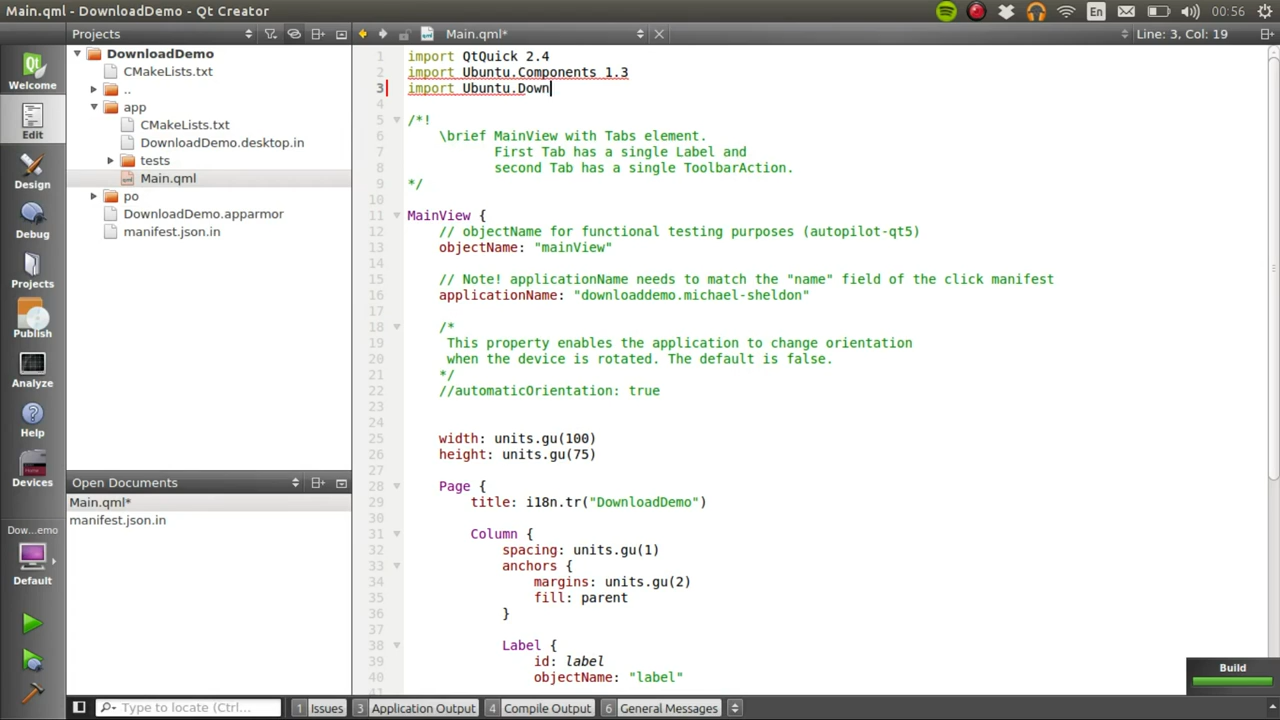 Main.qml - DownloadDemo - Qt Creator
En
00:56
Projects
Main.qml*
Line: 3, Col: 19
Welcome
Edit
Design
Debug
Projects
Publish
Analyze
Help
Devices
Dow...emo
Default
DownloadDemo
CMakeLists.txt
..
app
CMakeLists.txt
DownloadDemo.desktop.in
tests
Main.qml
po
DownloadDemo.apparmor
manifest.json.in
Open Documents
Main.qml*
manifest.json.in
1 import QtQuick 2.4
2 import Ubuntu.Components 1.3
3 import Ubuntu.Down
4
5 /*!
6 \brief MainView with Tabs element.
7 First Tab has a single Label and
8 second Tab has a single ToolbarAction.
9 */
10
11 MainView {
12 // objectName for functional testing purposes (autopilot-qt5)
13 objectName: "mainView"
14
15 // Note! applicationName needs to match the "name" field of the click manifest
16 applicationName: "downloaddemo.michael-sheldon"
17
18 /*
19 This property enables the application to change orientation
20 when the device is rotated. The default is false.
21 */
22 //automaticOrientation: true
23
24
25 width: units.gu(100)
26 height: units.gu(75)
27
28 Page {
29 title: i18n.tr("DownloadDemo")
30
31 Column {
32 spacing: units.gu(1)
33 anchors {
34 margins: units.gu(2)
35 fill: parent
36 }
37
38 Label {
39 id: label
40 objectName: "label"
41
Build
Type to locate (Ctrl...
1 Issues
3 Application Output
4 Compile Output
6 General Messages